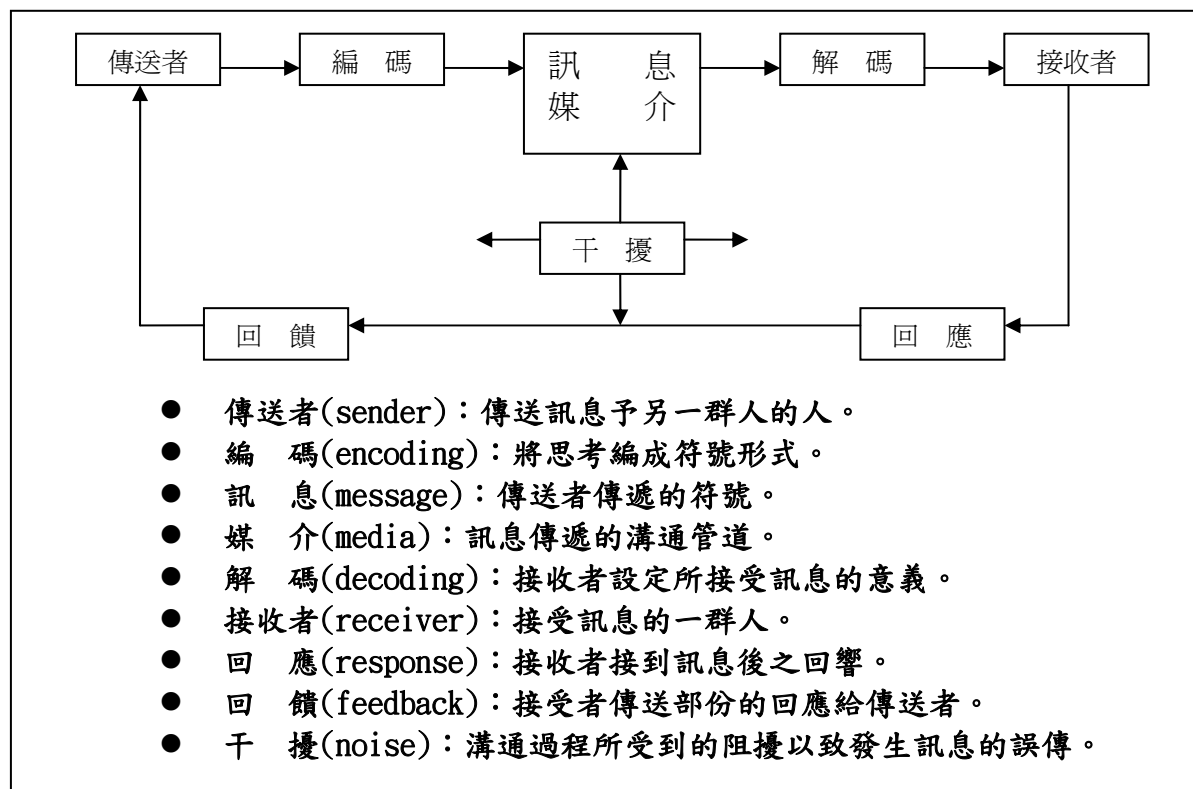 傳送者
編　碼
訊　　息
媒　　介
解　碼
接收者
干　擾
回　饋
回　應
● 傳送者(sender)：傳送訊息予另一群人的人。
● 編　碼(encoding)：將思考編成符號形式。
● 訊　息(message)：傳送者傳遞的符號。
● 媒　介(media)：訊息傳遞的溝通管道。
● 解　碼(decoding)：接收者設定所接受訊息的意義。
● 接收者(receiver)：接受訊息的一群人。
● 回　應(response)：接收者接到訊息後之回響。
● 回　饋(feedback)：接受者傳送部份的回應給傳送者。
● 干　擾(noise)：溝通過程所受到的阻擾以致發生訊息的誤傳。